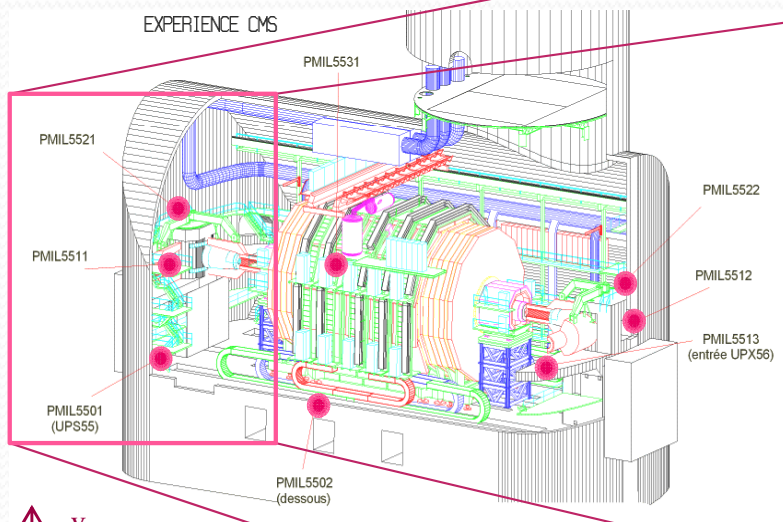 EXPERIENCE CMS
PMIL5531
PMIL5521
PMIL5522
PMIL5511
PMIL5512
PMIL5513
(entrée UPX56)
PMIL5501
(UPS55)
PMIL5502
(dessous)